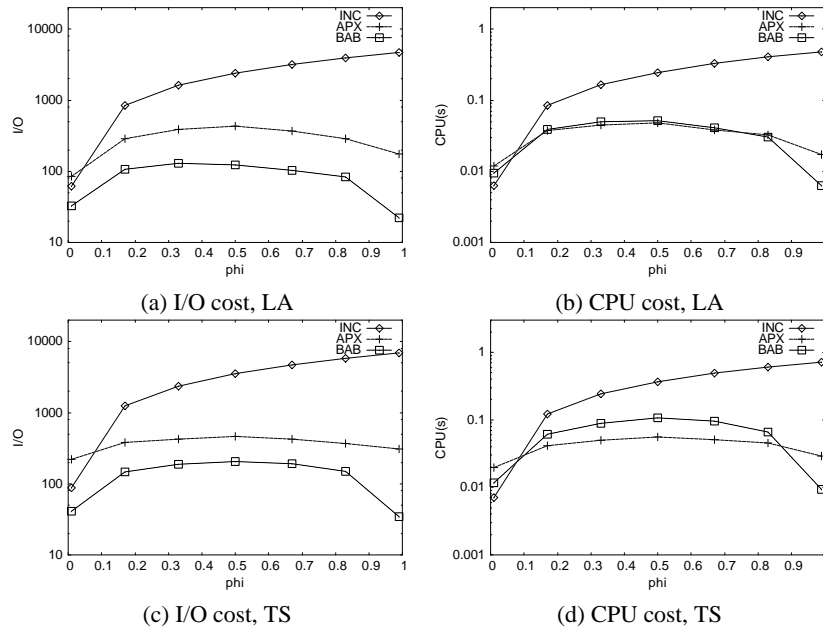 INC
APX
BAB
10000
1000
100
10
I/O
0 0.1 0.2 0.3 0.4 0.5 0.6 0.7 0.8 0.9 1
phi
(a) I/O cost, LA
INC
APX
BAB
1
0.1
0.01
0.001
CPU(s)
0 0.1 0.2 0.3 0.4 0.5 0.6 0.7 0.8 0.9
phi
(b) CPU cost, LA
INC
APX
BAB
10000
1000
100
10
I/O
0 0.1 0.2 0.3 0.4 0.5 0.6 0.7 0.8 0.9 1
phi
(c) I/O cost, TS
INC
APX
BAB
1
0.1
0.01
0.001
CPU(s)
0 0.1 0.2 0.3 0.4 0.5 0.6 0.7 0.8 0.9
phi
(d) CPU cost, TS